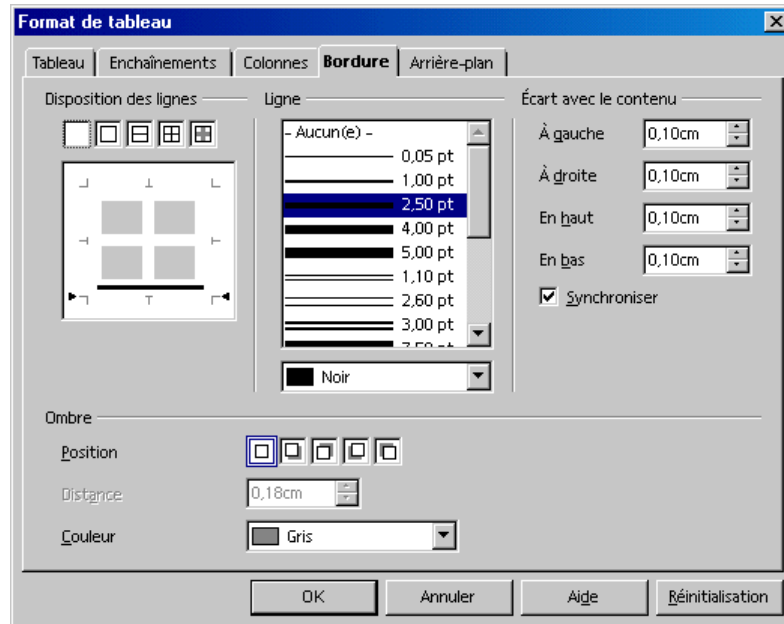 Format de tableau
Tableau Enchaînements Colonnes Bordure Arrière-plan
Disposition des lignes
Ligne
- Aucun(e) -
0,05 pt
1,00 pt
2,50 pt
4,00 pt
5,00 pt
1,10 pt
2,60 pt
3,00 pt
7,50 pt
Noir
Écart avec le contenu
À gauche 0,10cm
À droite 0,10cm
En haut 0,10cm
En bas 0,10cm
Synchroniser
Ombre
Position
Distance 0,18cm
Couleur Gris
OK Annuler Aide Réinitialisation